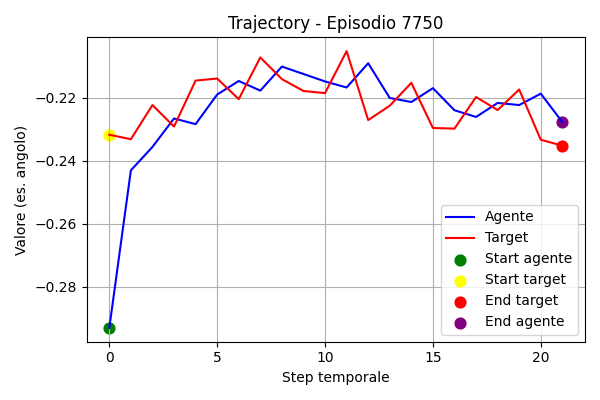 Trajectory - Episodio 7750
Valore (es. angolo)
−0.22
−0.24
−0.26
−0.28
0
5
10
15
20
Step temporale
Agente
Target
Start agente
Start target
End target
End agente